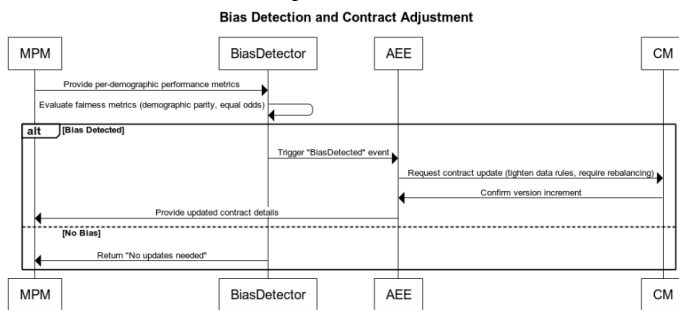 Bias Detection and Contract Adjustment
MPM BiasDetector AEE CM
Provide per-demographic performance metrics
Evaluate fairness metrics (demographic parity, equal odds)
alt [Bias Detected]
Trigger "BiasDetected" event
Request contract update (tighten data rules, require rebalancing)
Confirm version increment
Provide updated contract details
[No Bias]
Return "No updates needed"
MPM BiasDetector AEE CM